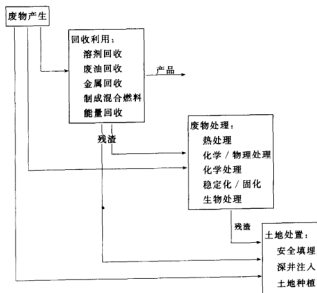 废物产生
回收利用：
溶剂回收
废油回收
金属回收
制成混合燃料
能量回收
产品
残渣
废物处理：
热处理
化学／物理处理
化学处理
稳定化／固化
生物处理
残渣
土地处置：
安全填埋
深井注入
土地种植